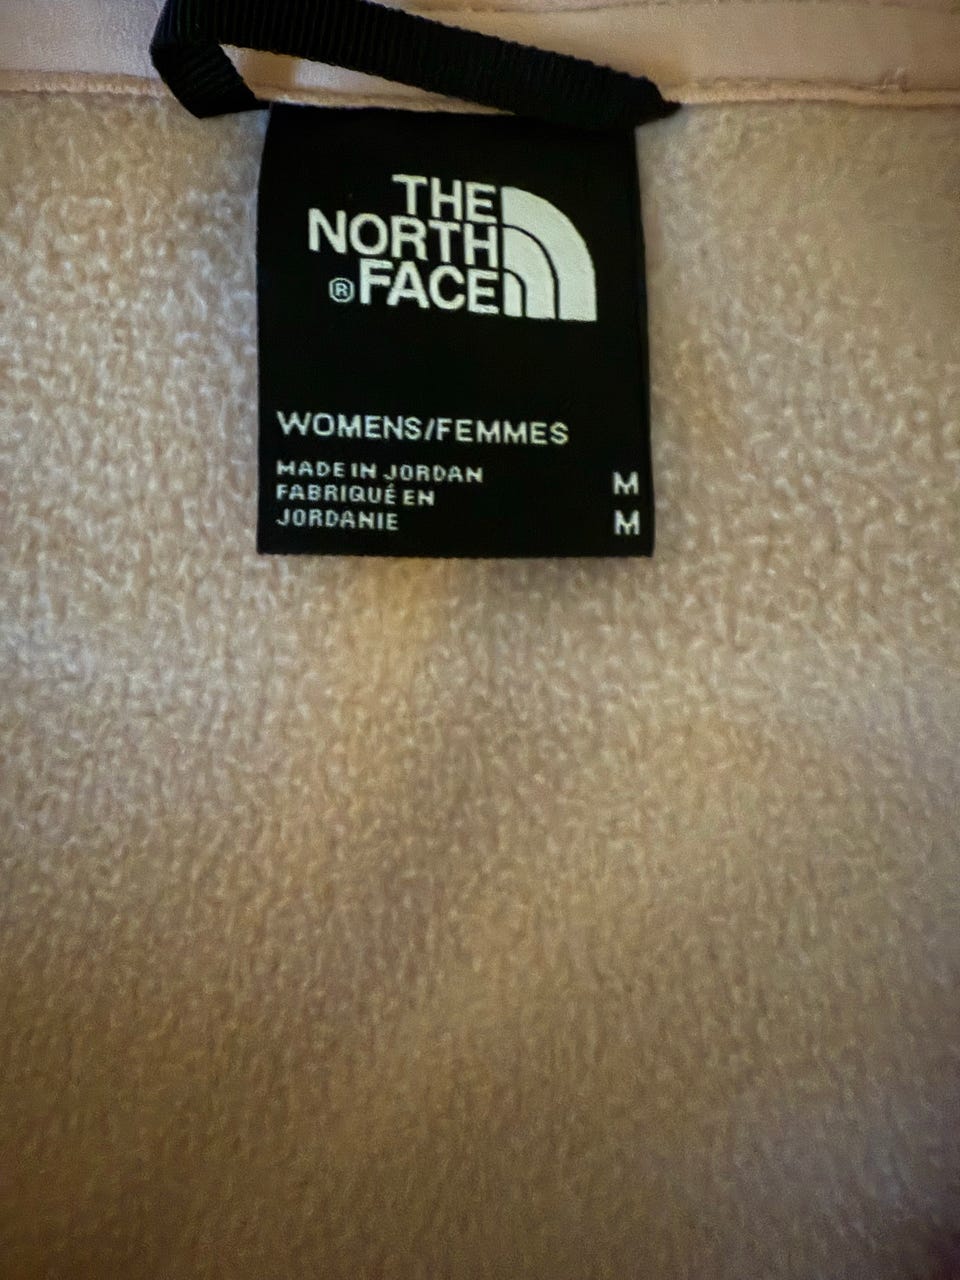 THE
NORTH
®FACE
WOMENS/FEMMES
MADE IN JORDAN
FABRIQUÉ EN M
JORDANIE M